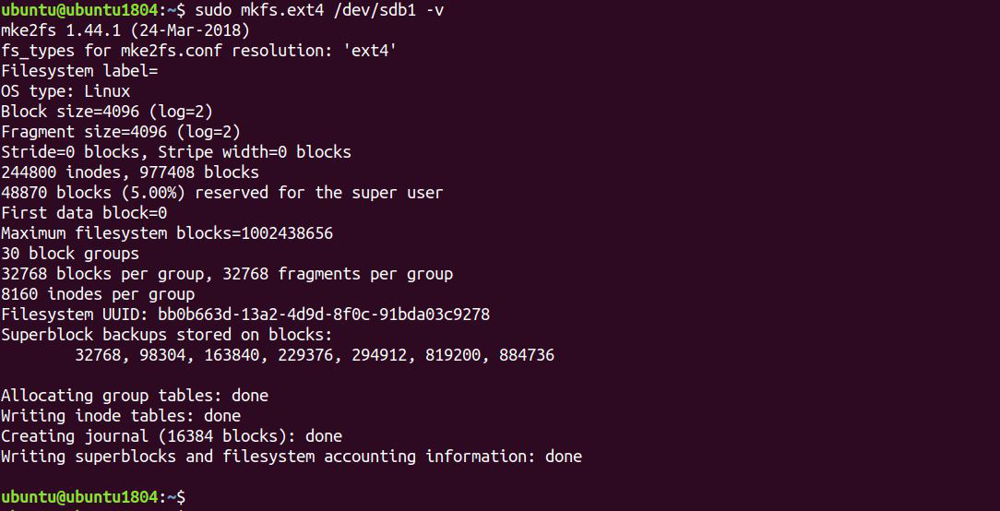 ubuntu@ubuntu1804:~$ sudo mkfs.ext4 /dev/sdb1 -v
mke2fs 1.44.1 (24-Mar-2018)
fs_types for mke2fs.conf resolution: 'ext4'
Filesystem label=
OS type: Linux
Block size=4096 (log=2)
Fragment size=4096 (log=2)
Stride=0 blocks, Stripe width=0 blocks
244800 inodes, 977408 blocks
48870 blocks (5.00%) reserved for the super user
First data block=0
Maximum filesystem blocks=1002438656
30 block groups
32768 blocks per group, 32768 fragments per group
8160 inodes per group
Filesystem UUID: bb0b663d-13a2-4d9d-8f0c-91bda03c9278
Superblock backups stored on blocks:
32768, 98304, 163840, 229376, 294912, 819200, 884736
Allocating group tables: done
Writing inode tables: done
Creating journal (16384 blocks): done
Writing superblocks and filesystem accounting information: done
ubuntu@ubuntu1804:~$